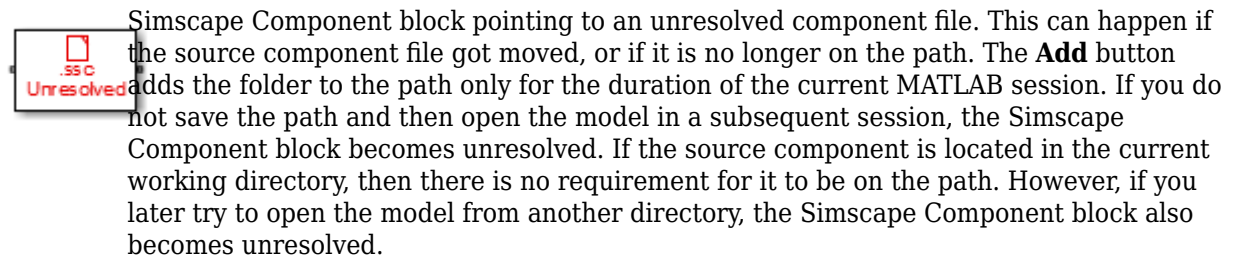 Simscape Component block pointing to an unresolved component file. This can happen if
the source component file got moved, or if it is no longer on the path. The Add button
adds the folder to the path only for the duration of the current MATLAB session. If you do
not save the path and then open the model in a subsequent session, the Simscape
Component block becomes unresolved. If the source component is located in the current
working directory, then there is no requirement for it to be on the path. However, if you
later try to open the model from another directory, the Simscape Component block also
becomes unresolved.
.ssc
Unresolved